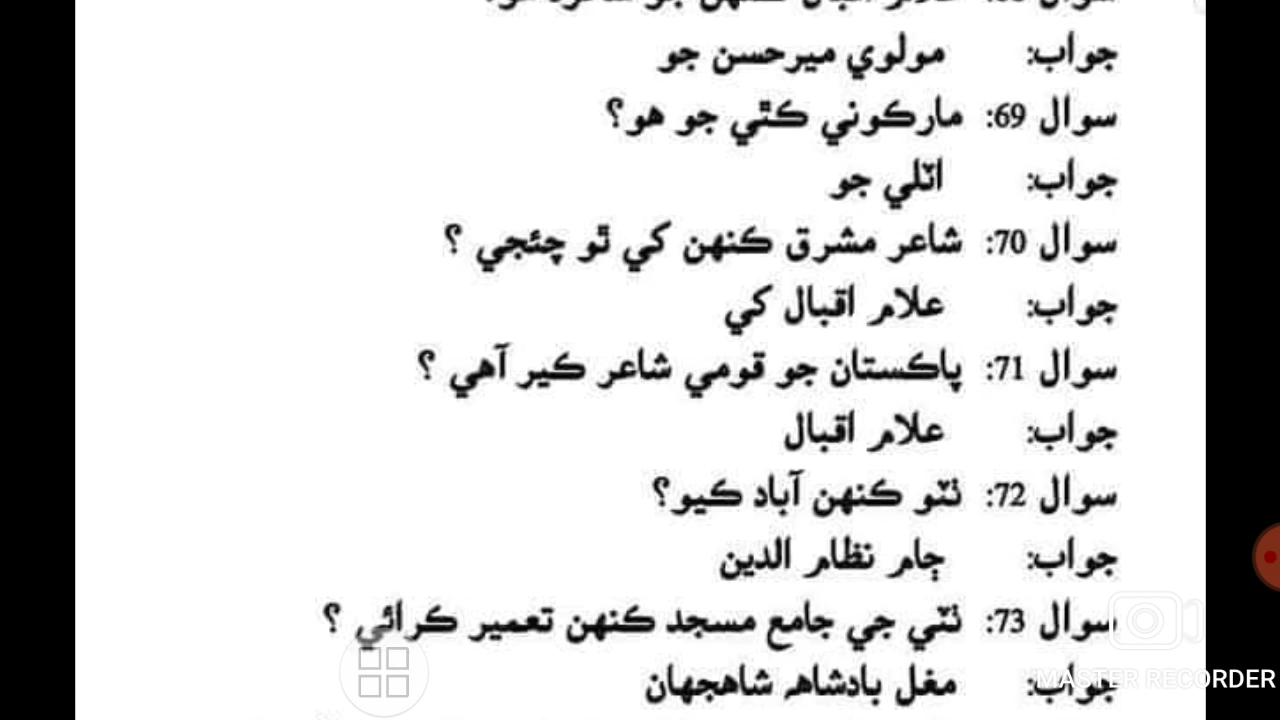 جواب: مولوي ميرحسن جو
سوال 69: مارڪوني ڪٿي جو هو؟
جواب: اٽلي جو
سوال 70: شاعر مشرق ڪنهن کي ٿو چئجي ؟
جواب: علامہ اقبال کي
سوال 71: پاڪستان جو قومي شاعر ڪير آهي ؟
جواب: علامہ اقبال
سوال 72: ٺٽو ڪنهن آباد ڪيو؟
جواب: ڄام نظام الدين
سوال 73: ٺٽي جي جامع مسجد ڪنهن تعمير ڪرائي ؟
جواب: مغل بادشاهہ شاهجهان
MASTER RECORDER